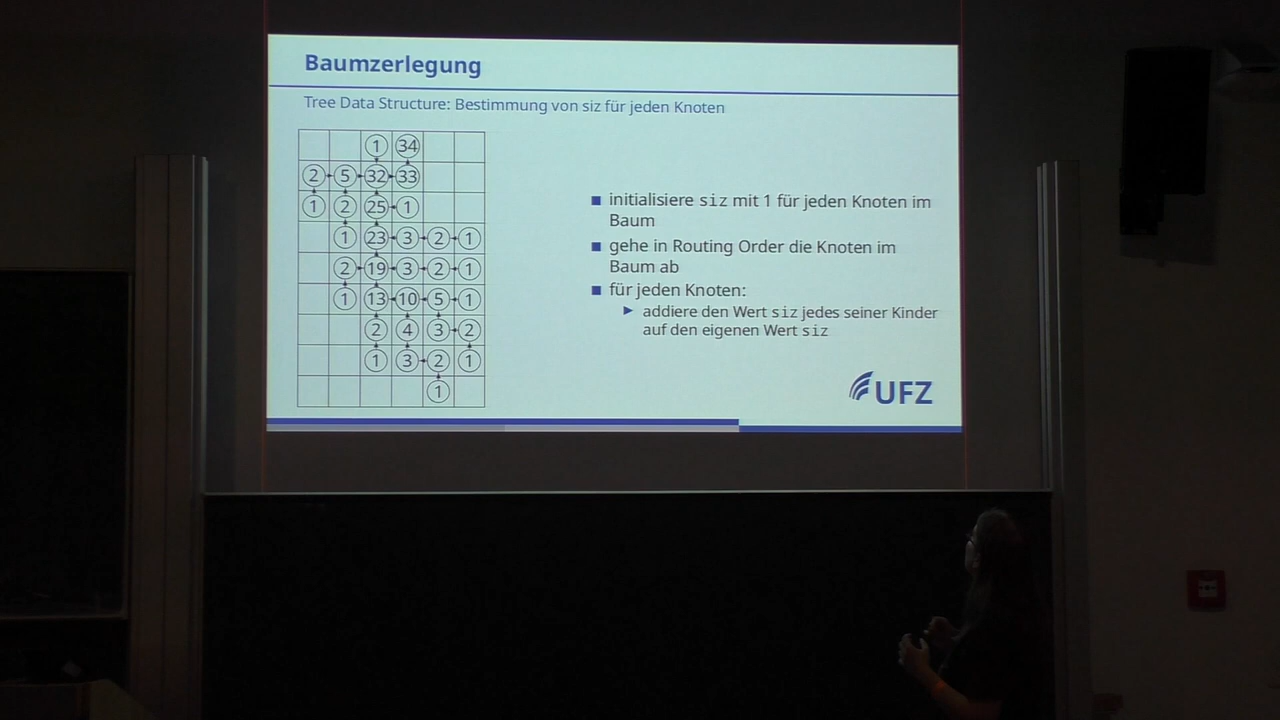 Baumzerlegung
Tree Data Structure: Bestimmung von siz für jeden Knoten
1 34
2 5 32 33
1 2 25 1
1 23 3 2 1
2 19 3 2 1
1 13 10 5 1
2 4 3 2
1 3 2 1
1
initialisiere siz mit 1 für jeden Knoten im
Baum
gehe in Routing Order die Knoten im
Baum ab
für jeden Knoten:
addiere den Wert siz jedes seiner Kinder
auf den eigenen Wert siz
UFZ